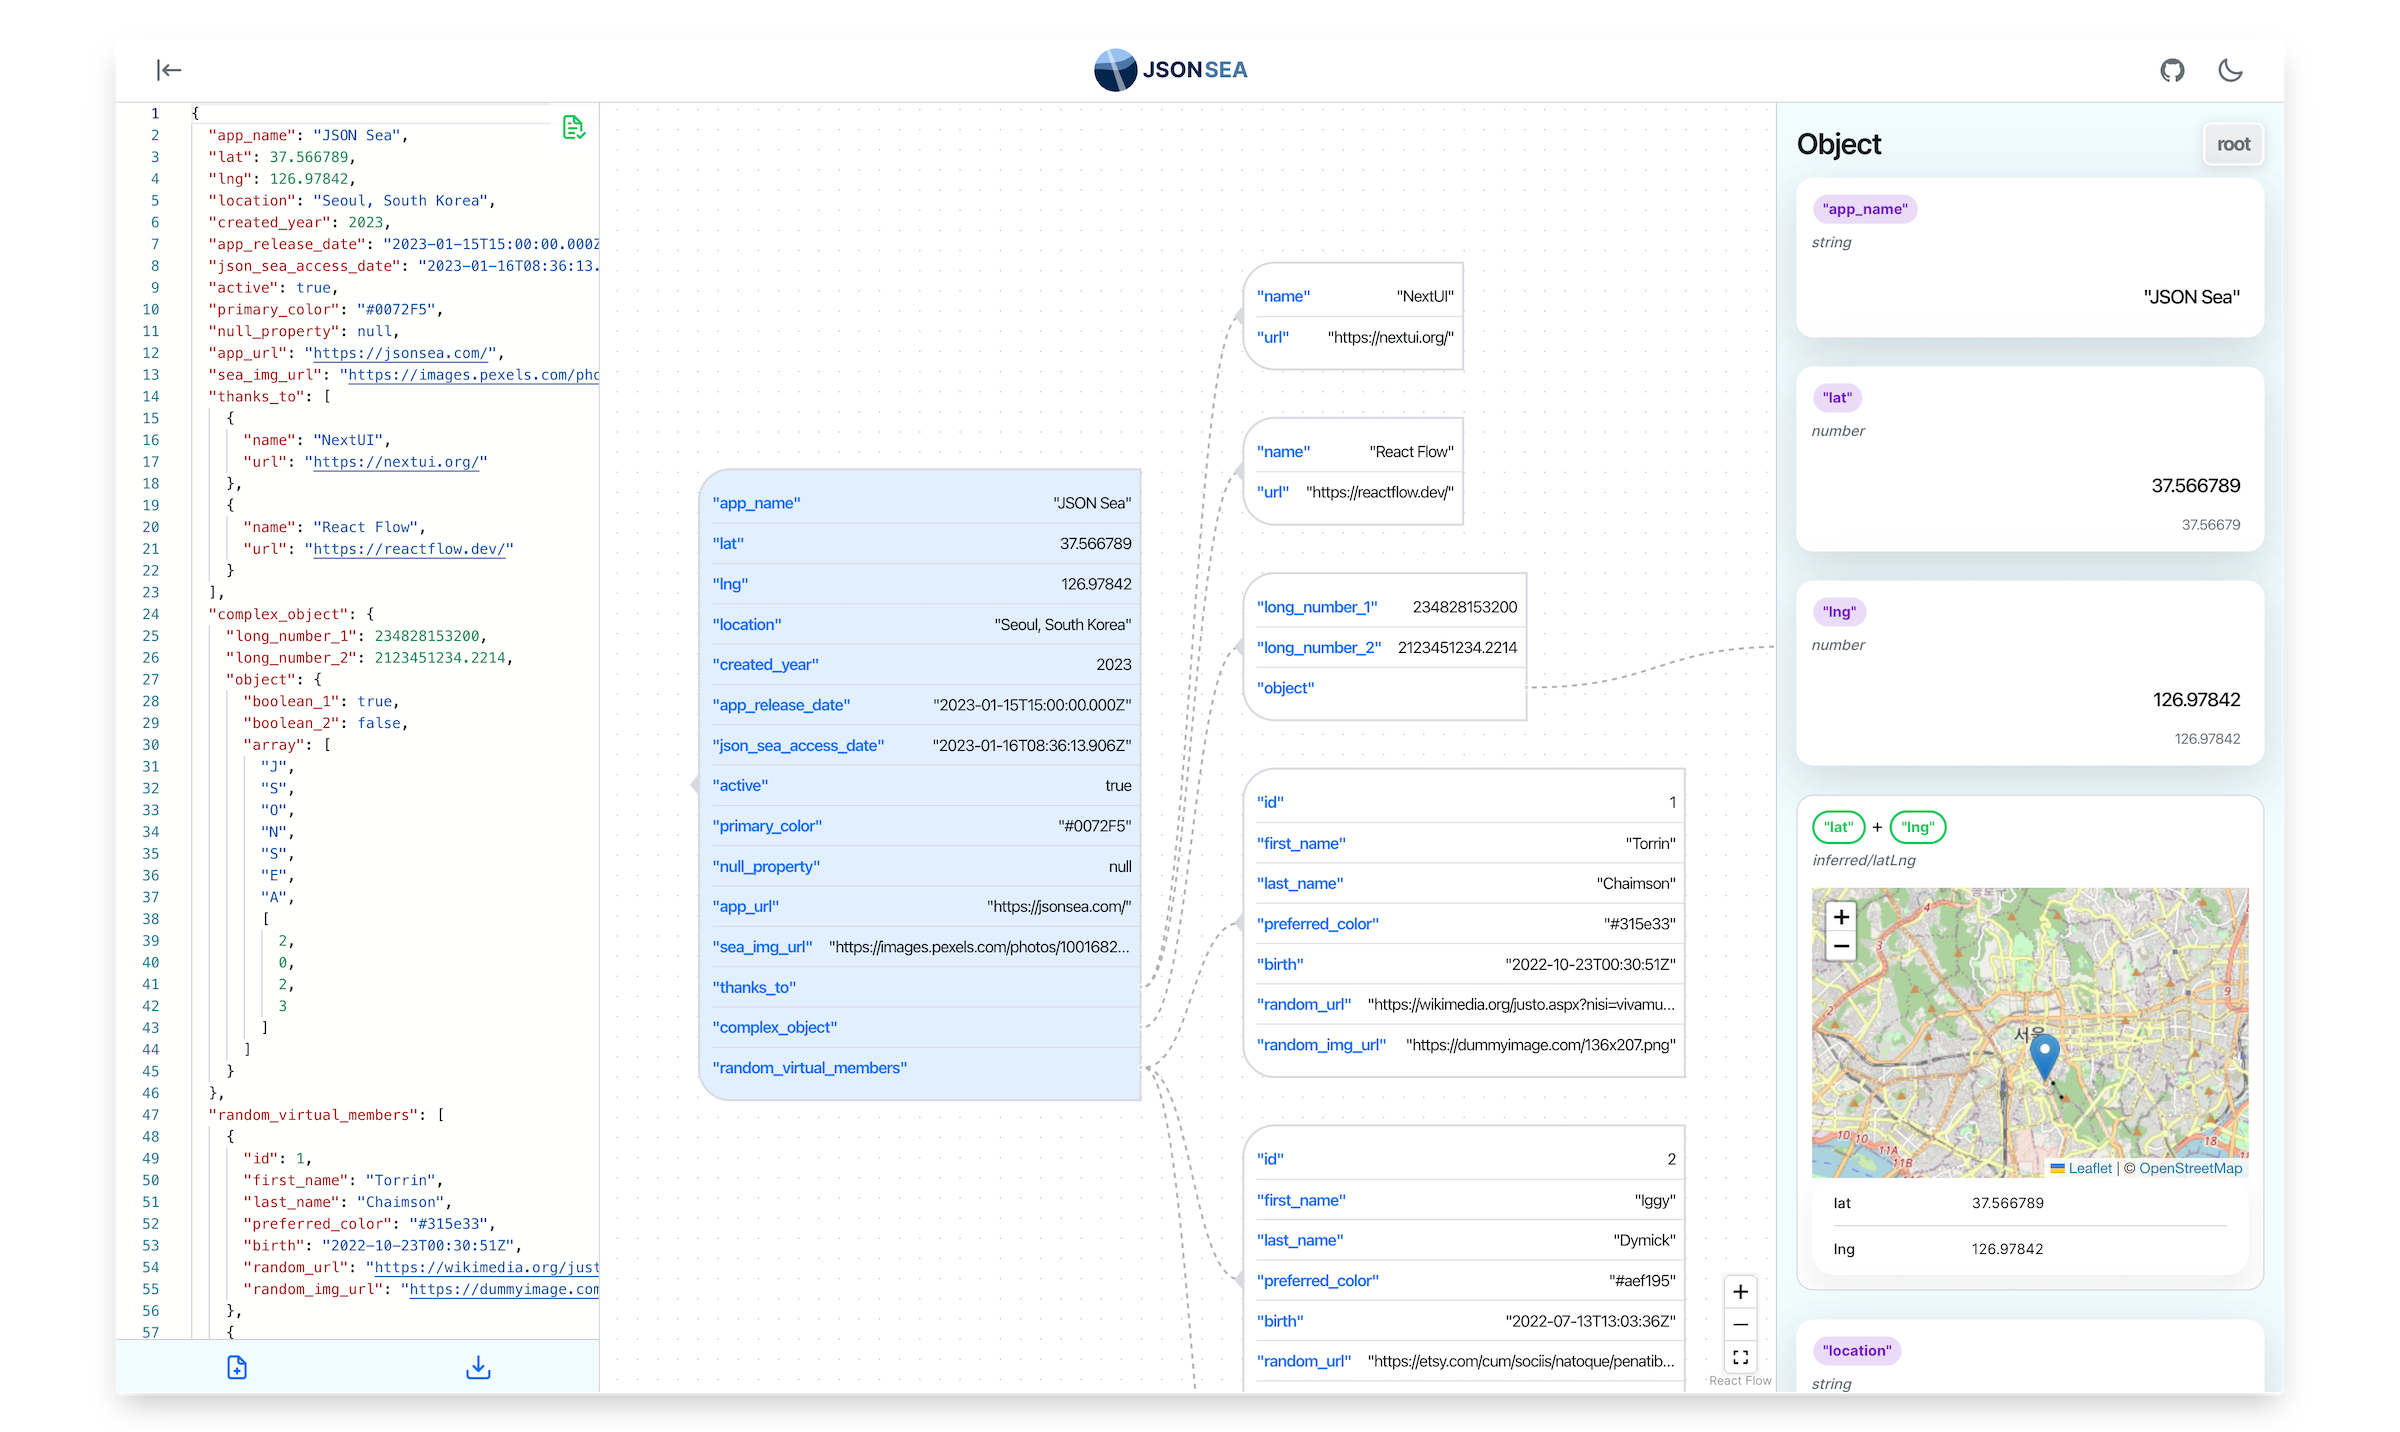 JSON SEA
1 {
2 "app_name": "JSON Sea",
3 "lat": 37.566789,
4 "lng": 126.97842,
5 "location": "Seoul, South Korea",
6 "created_year": 2023,
7 "app_release_date": "2023-01-15T15:00:00.000Z
8 "json_sea_access_date": "2023-01-16T08:36:13.
9 "active": true,
10 "primary_color": "#0072F5",
11 "null_property": null,
12 "app_url": "https://jsonsea.com/",
13 "sea_img_url": "https://images.pexels.com/pho
14 "thanks_to": [
15 {
16 "name": "NextUI",
17 "url": "https://nextui.org/"
18 },
19 {
20 "name": "React Flow",
21 "url": "https://reactflow.dev/"
22 }
23 ],
24 "complex_object": {
25 "long_number_1": 234828153200,
26 "long_number_2": 2123451234.2214,
27 "object": {
28 "boolean_1": true,
29 "boolean_2": false,
30 "array": [
31 "J",
32 "S",
33 "O",
34 "N",
35 "S",
36 "E",
37 "A",
38 [
39 2,
40 0,
41 2,
42 3
43 ]
44 ]
45 }
46 },
47 "random_virtual_members": [
48 {
49 "id": 1,
50 "first_name": "Torrin",
51 "last_name": "Chaimson",
52 "preferred_color": "#315e33",
53 "birth": "2022-10-23T00:30:51Z",
54 "random_url": "https://wikimedia.org/just
55 "random_img_url": "https://dummyimage.com
56 },
57 {
"app_name" "JSON Sea"
"lat" 37.566789
"lng" 126.97842
"location" "Seoul, South Korea"
"created_year" 2023
"app_release_date" "2023-01-15T15:00:00.000Z"
"json_sea_access_date" "2023-01-16T08:36:13.906Z"
"active" true
"primary_color" "#0072F5"
"null_property" null
"app_url" "https://jsonsea.com/"
"sea_img_url" "https://images.pexels.com/photos/1001682...
"thanks_to"
"complex_object"
"random_virtual_members"
"name" "NextUI"
"url" "https://nextui.org/"
"name" "React Flow"
"url" "https://reactflow.dev/"
"long_number_1" 234828153200
"long_number_2" 2123451234.2214
"object"
"id" 1
"first_name" "Torrin"
"last_name" "Chaimson"
"preferred_color" "#315e33"
"birth" "2022-10-23T00:30:51Z"
"random_url" "https://wikimedia.org/justo.aspx?nisi=vivamu...
"random_img_url" "https://dummyimage.com/136x207.png"
"id" 2
"first_name" "Iggy"
"last_name" "Dymick"
"preferred_color" "#aef195"
"birth" "2022-07-13T13:03:36Z"
"random_url" "https://etsy.com/cum/sociis/natoque/penatib...
React Flow
Object
root
"app_name"
string
"JSON Sea"
"lat"
number
37.566789
37.56679
"lng"
number
126.97842
126.97842
"lat" + "lng"
inferred/latLng
+
−
4
3
9
서울
10 10
11A
11B
18
Leaflet | © OpenStreetMap
lat 37.566789
lng 126.97842
"location"
string